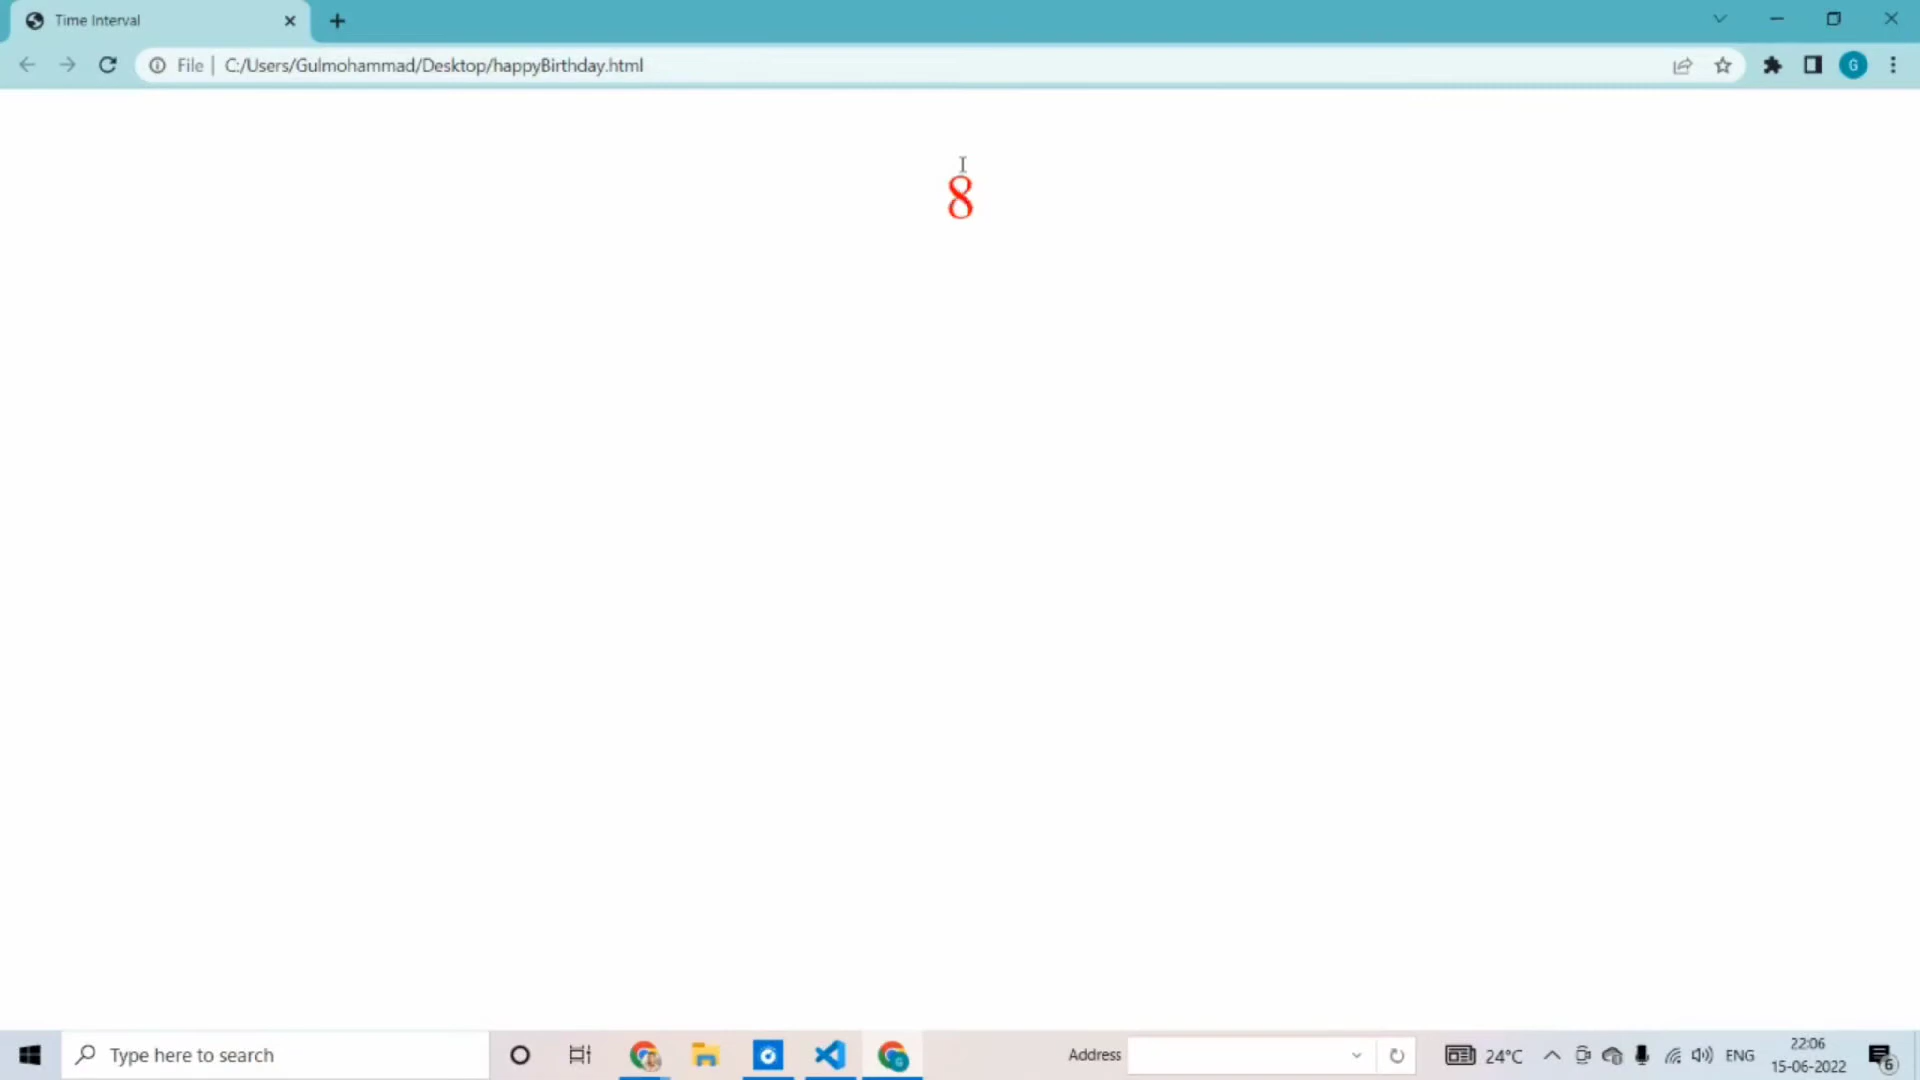 Time Interval
File | C:/Users/Gulmohammad/Desktop/happyBirthday.html
G
8
Type here to search
G
Address
24°C
ENG
22:06
15-06-2022
6